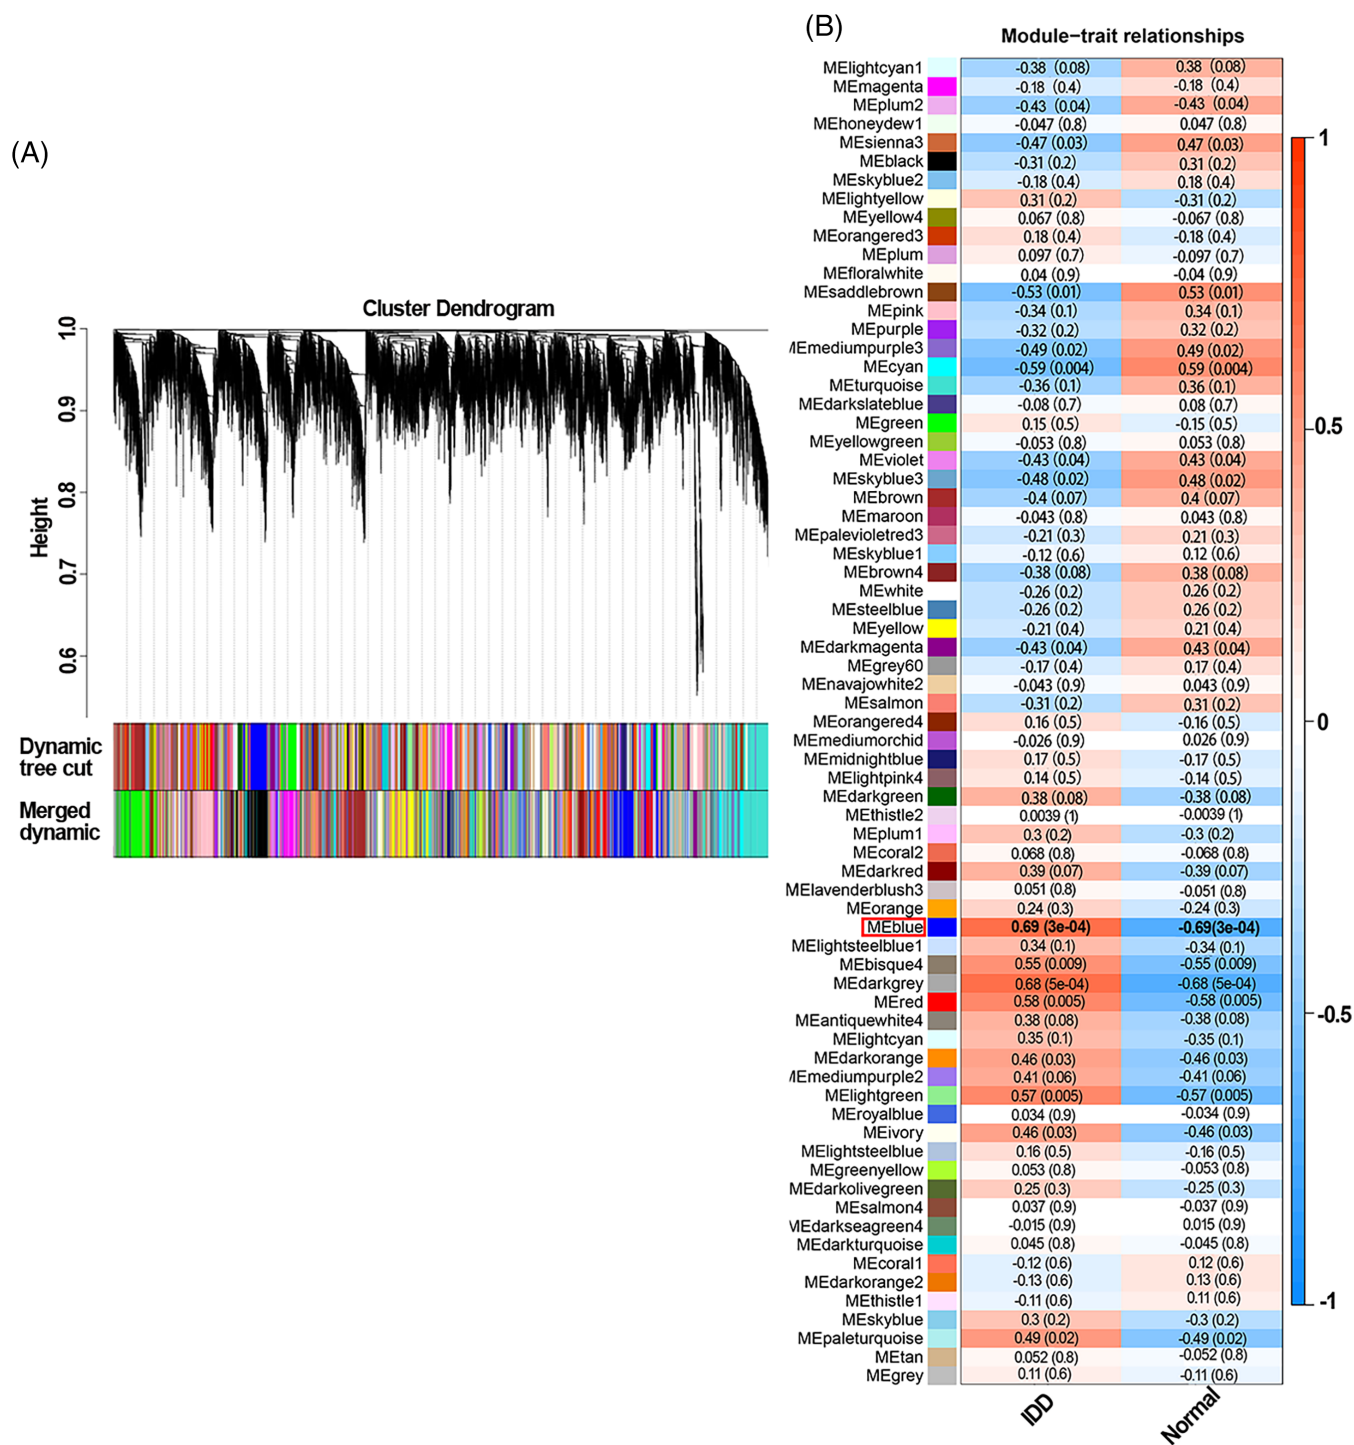 (A)
Cluster Dendrogram
Height
1.0
0.9
0.8
0.7
0.6
Dynamic
tree cut
Merged
dynamic
(B)
Module−trait relationships
MElightcyan1 -0.38 (0.08) 0.38 (0.08)
MEmagenta -0.18 (0.4) -0.18 (0.4)
MEplum2 -0.43 (0.04) -0.43 (0.04)
MEhoneydew1 -0.047 (0.8) 0.047 (0.8)
MEsienna3 -0.47 (0.03) 0.47 (0.03)
MEblack -0.31 (0.2) 0.31 (0.2)
MEskyblue2 -0.18 (0.4) 0.18 (0.4)
MElightyellow 0.31 (0.2) -0.31 (0.2)
MEyellow4 0.067 (0.8) -0.067 (0.8)
MEorangered3 0.18 (0.4) -0.18 (0.4)
MEplum 0.097 (0.7) -0.097 (0.7)
MEfloralwhite 0.04 (0.9) -0.04 (0.9)
MEsaddlebrown -0.53 (0.01) 0.53 (0.01)
MEpink -0.34 (0.1) 0.34 (0.1)
MEpurple -0.32 (0.2) 0.32 (0.2)
MEmediumpurple3 -0.49 (0.02) 0.49 (0.02)
MEcyan -0.59 (0.004) 0.59 (0.004)
MEturquoise -0.36 (0.1) 0.36 (0.1)
MEdarkslateblue -0.08 (0.7) 0.08 (0.7)
MEgreen 0.15 (0.5) -0.15 (0.5)
MEyellowgreen -0.053 (0.8) 0.053 (0.8)
MEviolet -0.43 (0.04) 0.43 (0.04)
MEskyblue3 -0.48 (0.02) 0.48 (0.02)
MEbrown -0.4 (0.07) 0.4 (0.07)
MEmaroon -0.043 (0.8) 0.043 (0.8)
MEpalevioletred3 -0.21 (0.3) 0.21 (0.3)
MEskyblue1 -0.12 (0.6) 0.12 (0.6)
MEbrown4 -0.38 (0.08) 0.38 (0.08)
MEwhite -0.26 (0.2) 0.26 (0.2)
MEsteelblue -0.26 (0.2) 0.26 (0.2)
MEyellow -0.21 (0.4) 0.21 (0.4)
MEdarkmagenta -0.43 (0.04) 0.43 (0.04)
MEgrey60 -0.17 (0.4) 0.17 (0.4)
MEnavajowhite2 -0.043 (0.9) 0.043 (0.9)
MEsalmon -0.31 (0.2) 0.31 (0.2)
MEorangered4 0.16 (0.5) -0.16 (0.5)
MEmediumorchid -0.026 (0.9) 0.026 (0.9)
MEmidnightblue 0.17 (0.5) -0.17 (0.5)
MElightpink4 0.14 (0.5) -0.14 (0.5)
MEdarkgreen 0.38 (0.08) -0.38 (0.08)
MEthistle2 0.0039 (1) -0.0039 (1)
MEplum1 0.3 (0.2) -0.3 (0.2)
MEcoral2 0.068 (0.8) -0.068 (0.8)
MEdarkred 0.39 (0.07) -0.39 (0.07)
MElavenderblush3 0.051 (0.8) -0.051 (0.8)
MEorange 0.24 (0.3) -0.24 (0.3)
MEblue 0.69 (3e-04) -0.69(3e-04)
MElightsteelblue1 0.34 (0.1) -0.34 (0.1)
MEbisque4 0.55 (0.009) -0.55 (0.009)
MEdarkgrey 0.68 (5e-04) -0.68 (5e-04)
MEred 0.58 (0.005) -0.58 (0.005)
MEantiquewhite4 0.38 (0.08) -0.38 (0.08)
MElightcyan 0.35 (0.1) -0.35 (0.1)
MEdarkorange 0.46 (0.03) -0.46 (0.03)
MEmediumpurple2 0.41 (0.06) -0.41 (0.06)
MElightgreen 0.57 (0.005) -0.57 (0.005)
MEroyalblue 0.034 (0.9) -0.034 (0.9)
MEivory 0.46 (0.03) -0.46 (0.03)
MElightsteelblue 0.16 (0.5) -0.16 (0.5)
MEgreenyellow 0.053 (0.8) -0.053 (0.8)
MEdarkolivegreen 0.25 (0.3) -0.25 (0.3)
MEsalmon4 0.037 (0.9) -0.037 (0.9)
MEdarkseagreen4 -0.015 (0.9) 0.015 (0.9)
MEdarkturquoise 0.045 (0.8) -0.045 (0.8)
MEcoral1 -0.12 (0.6) 0.12 (0.6)
MEdarkorange2 -0.13 (0.6) 0.13 (0.6)
MEthistle1 -0.11 (0.6) 0.11 (0.6)
MEskyblue 0.3 (0.2) -0.3 (0.2)
MEpaleturquoise 0.49 (0.02) -0.49 (0.02)
MEtan 0.052 (0.8) -0.052 (0.8)
MEgrey 0.11 (0.6) -0.11 (0.6)
IDD Normal
1
0.5
0
-0.5
-1